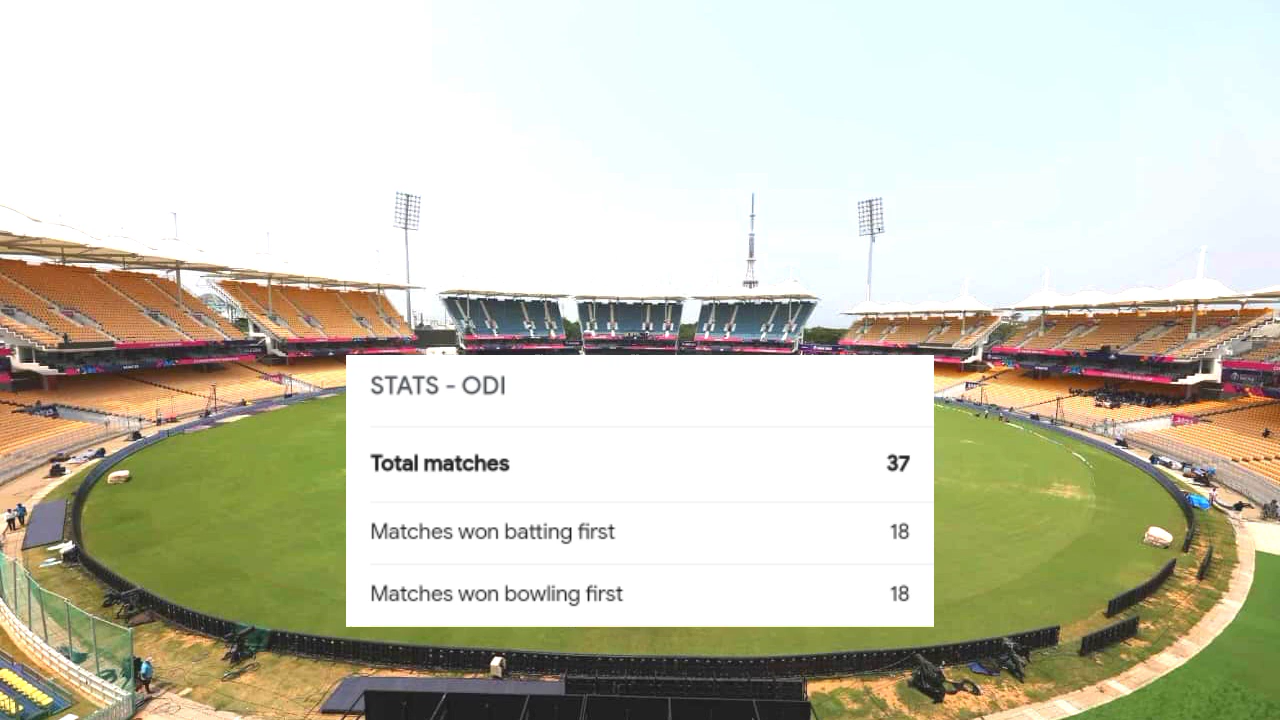 STATS - ODI
Total matches 37
Matches won batting first 18
Matches won bowling first 18